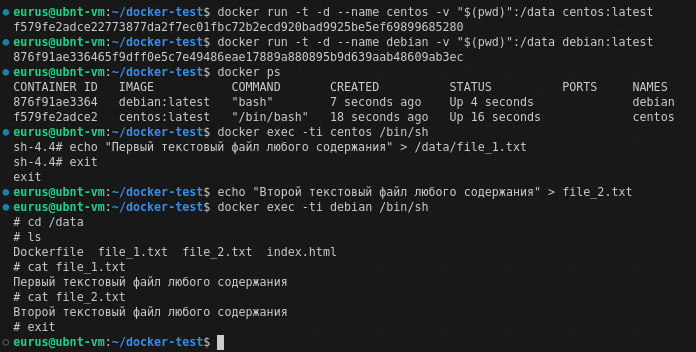 eurus@ubnt-vm:~/docker-test$ docker run -t -d --name centos -v "$(pwd)":/data centos:latest
f579fe2adce22773877da2f7ec01fbc72b2ecd920bad9925be5ef69899685280
eurus@ubnt-vm:~/docker-test$ docker run -t -d --name debian -v "$(pwd)":/data debian:latest
876f91ae336465f9dff0e5c7e49486eae17889a880895b9d639aab48609ab3ec
eurus@ubnt-vm:~/docker-test$ docker ps
CONTAINER ID   IMAGE           COMMAND       CREATED          STATUS          PORTS     NAMES
876f91ae3364   debian:latest   "bash"        7 seconds ago    Up 4 seconds              debian
f579fe2adce2   centos:latest   "/bin/bash"   18 seconds ago   Up 16 seconds             centos
eurus@ubnt-vm:~/docker-test$ docker exec -ti centos /bin/sh
sh-4.4# echo "Первый текстовый файл любого содержания" > /data/file_1.txt
sh-4.4# exit
exit
eurus@ubnt-vm:~/docker-test$ echo "Второй текстовый файл любого содержания" > file_2.txt
eurus@ubnt-vm:~/docker-test$ docker exec -ti debian /bin/sh
# cd /data
# ls
Dockerfile  file_1.txt  file_2.txt  index.html
# cat file_1.txt
Первый текстовый файл любого содержания
# cat file_2.txt
Второй текстовый файл любого содержания
# exit
eurus@ubnt-vm:~/docker-test$